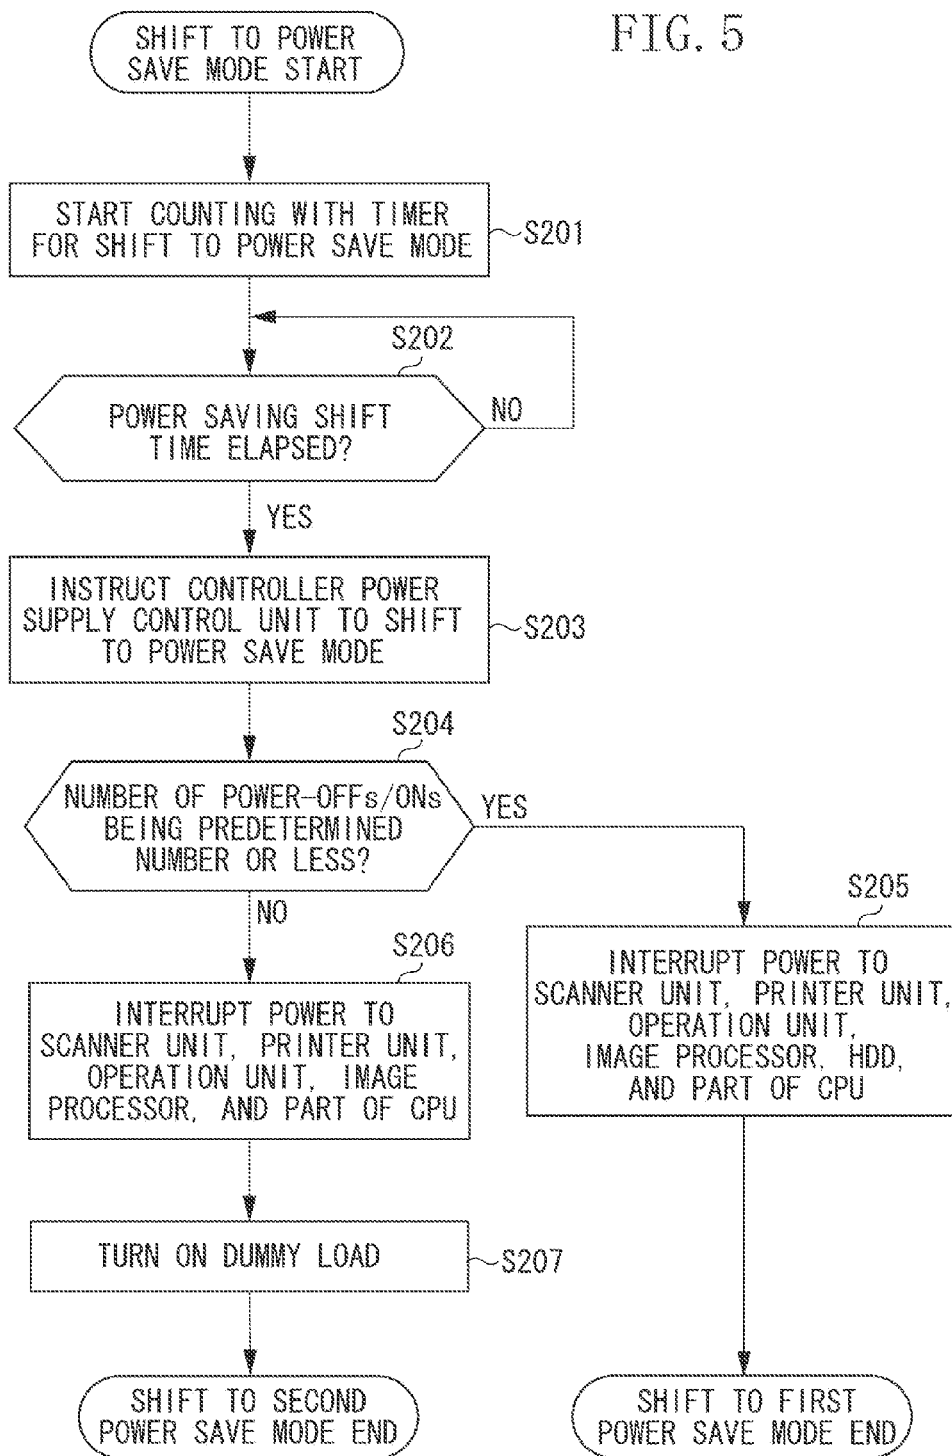 FIG. 5
SHIFT TO POWER
SAVE MODE START
START COUNTING WITH TIMER
FOR SHIFT TO POWER SAVE MODE
S201
S202
POWER SAVING SHIFT
TIME ELAPSED?
NO
YES
INSTRUCT CONTROLLER POWER
SUPPLY CONTROL UNIT TO SHIFT
TO POWER SAVE MODE
S203
S204
NUMBER OF POWER-OFFs/ONs
BEING PREDETERMINED
NUMBER OR LESS?
YES
NO
S205
INTERRUPT POWER TO
SCANNER UNIT, PRINTER UNIT,
OPERATION UNIT,
IMAGE PROCESSOR, HDD,
AND PART OF CPU
S206
INTERRUPT POWER TO
SCANNER UNIT, PRINTER UNIT,
OPERATION UNIT, IMAGE
PROCESSOR, AND PART OF CPU
TURN ON DUMMY LOAD
S207
SHIFT TO SECOND
POWER SAVE MODE END
SHIFT TO FIRST
POWER SAVE MODE END